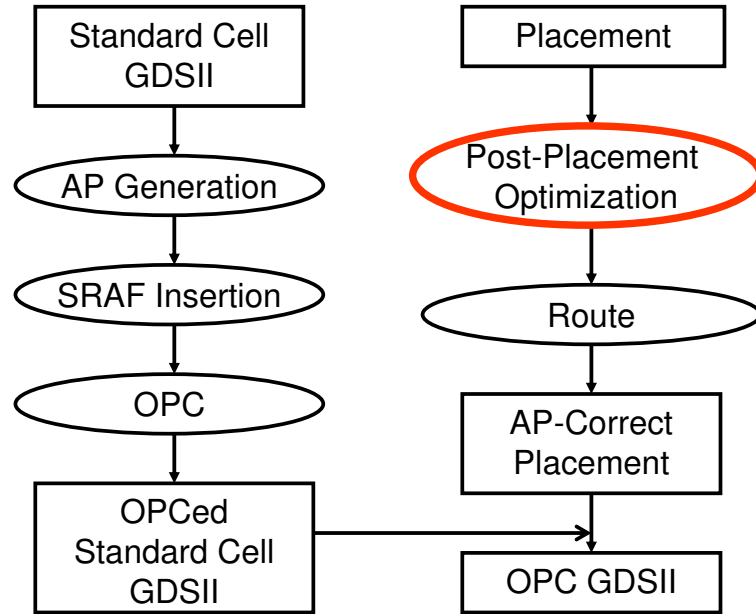 Standard Cell
GDSII
AP Generation
SRAF Insertion
OPC
OPCed
Standard Cell
GDSII
Placement
Post-Placement
Optimization
Route
AP-Correct
Placement
OPC GDSII